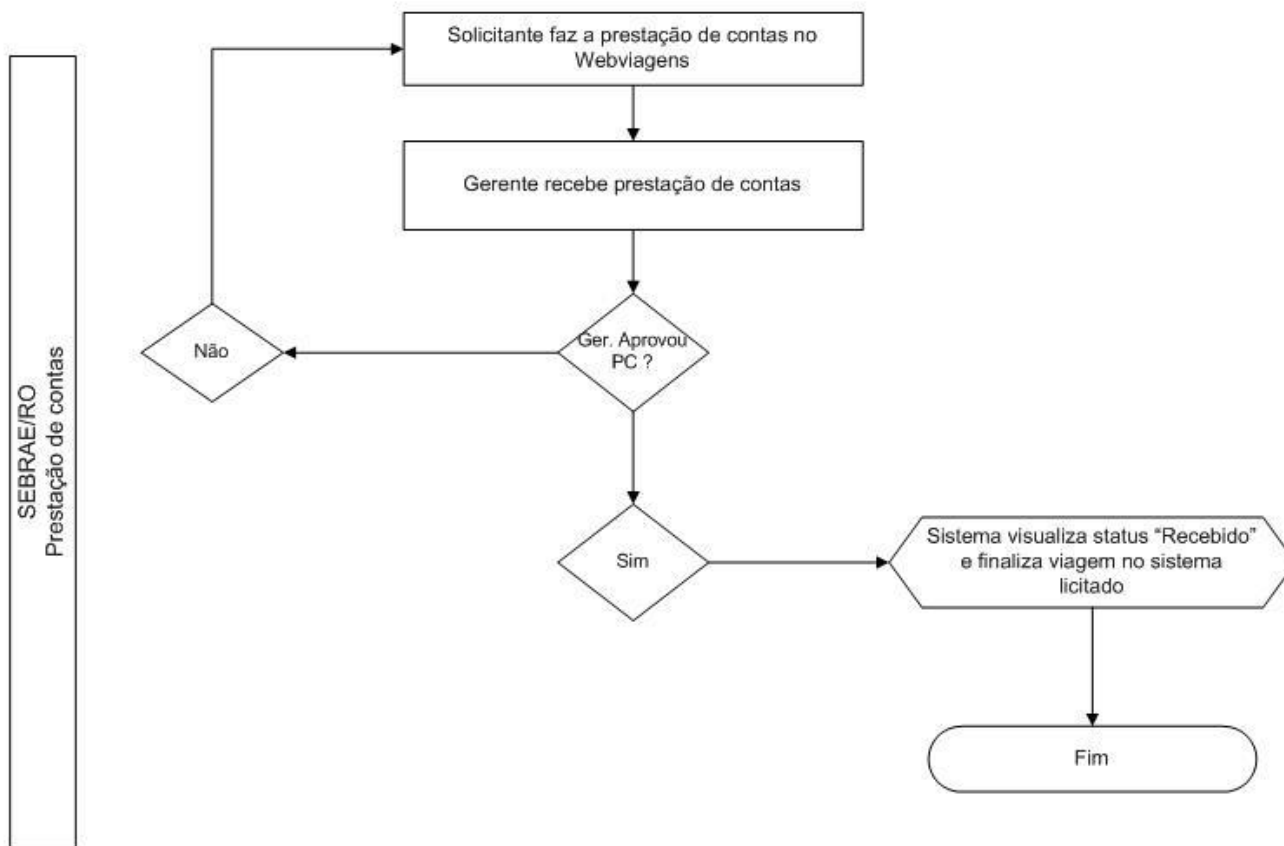 Solicitante faz a prestação de contas no
Webviagens
Gerente recebe prestação de contas
Ger. Aprovou
PC ?
Não
Sim
Sistema visualiza status “Recebido”
e finaliza viagem no sistema
licitado
Fim
SEBRAE/RO
Prestação de contas